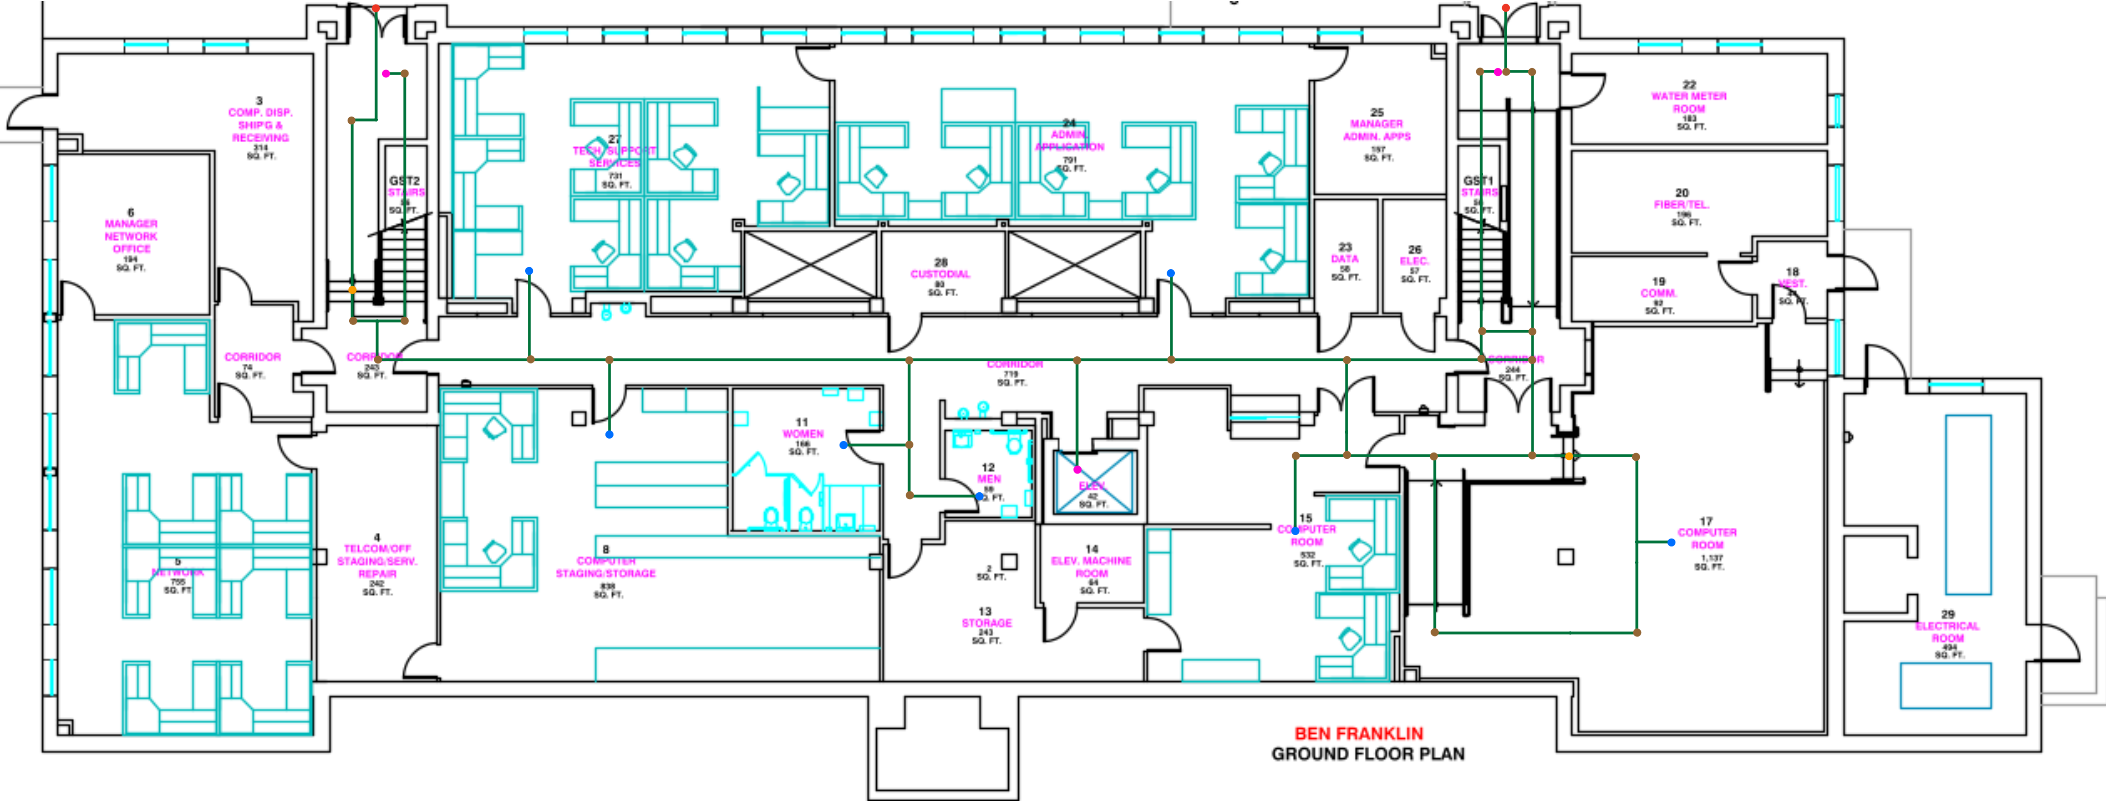 3
COMP. DISP.
SHIP'G &
RECEIVING
314
SQ. FT.
6
MANAGER
NETWORK
OFFICE
194
SQ. FT.
CORRIDOR
74
SQ. FT.
GST2
STAIRS
SQ. FT.
CORRIDOR
243
SQ. FT.
5
NETWORK
755
SQ. FT.
4
TELCOM/OFF
STAGING/SERV.
REPAIR
242
SQ. FT.
27
TECH. SUPPORT
SERVICES
731
SQ. FT.
24
ADMIN.
APPLICATION
791
SQ. FT.
28
CUSTODIAL
93
SQ. FT.
25
MANAGER
ADMIN. APPS
197
SQ. FT.
23
DATA
58
SQ. FT.
26
ELEC.
57
SQ. FT.
GST1
STAIRS
SQ. FT.
22
WATER METER
ROOM
183
SQ. FT.
20
FIBER/TEL.
196
SQ. FT.
19
COMM.
92
SQ. FT.
18
VEST.
SQ. FT.
CORRIDOR
719
SQ. FT.
CORRIDOR
244
SQ. FT.
8
COMPUTER
STAGING/STORAGE
838
SQ. FT.
11
WOMEN
166
SQ. FT.
12
MEN
SQ. FT.
ELEV.
42
SQ. FT.
2
SQ. FT.
13
STORAGE
243
SQ. FT.
14
ELEV. MACHINE
ROOM
64
SQ. FT.
15
COMPUTER
ROOM
532
SQ. FT.
17
COMPUTER
ROOM
1,137
SQ. FT.
29
ELECTRICAL
ROOM
494
SQ. FT.
BEN FRANKLIN
GROUND FLOOR PLAN